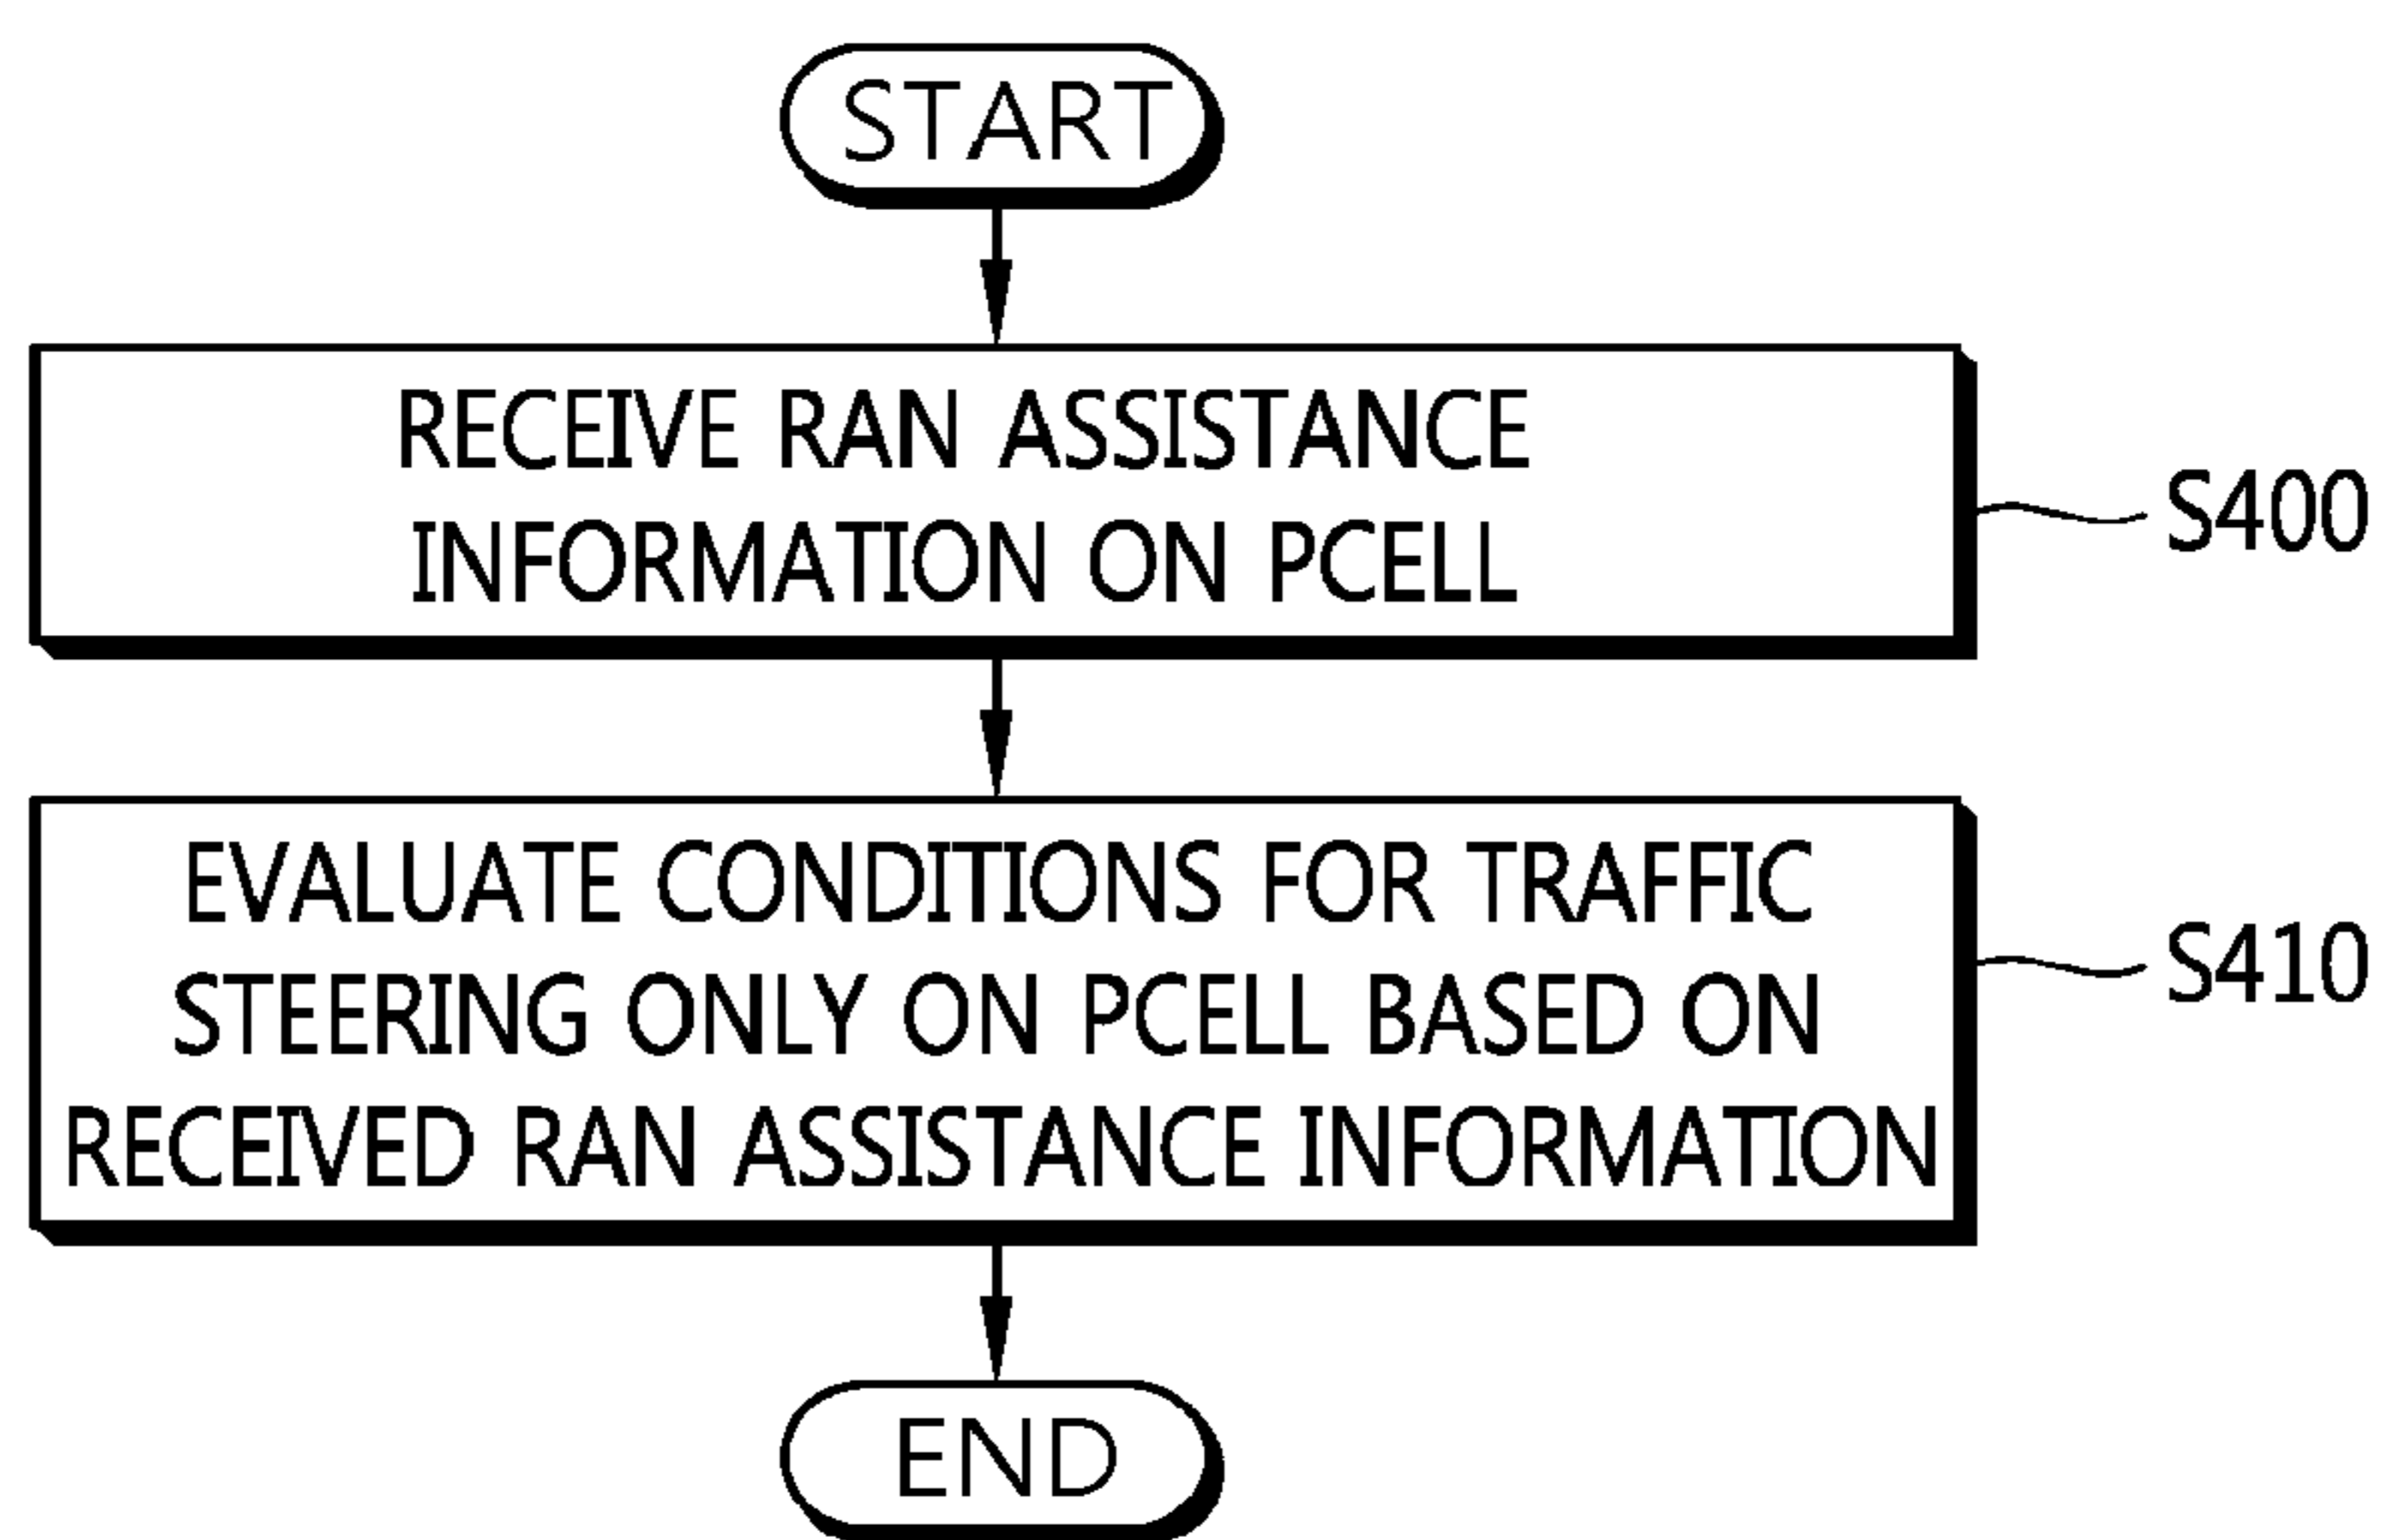 START
RECEIVE RAN ASSISTANCE
INFORMATION ON PCELL
S400
EVALUATE CONDITIONS FOR TRAFFIC
STEERING ONLY ON PCELL BASED ON
RECEIVED RAN ASSISTANCE INFORMATION
S410
END